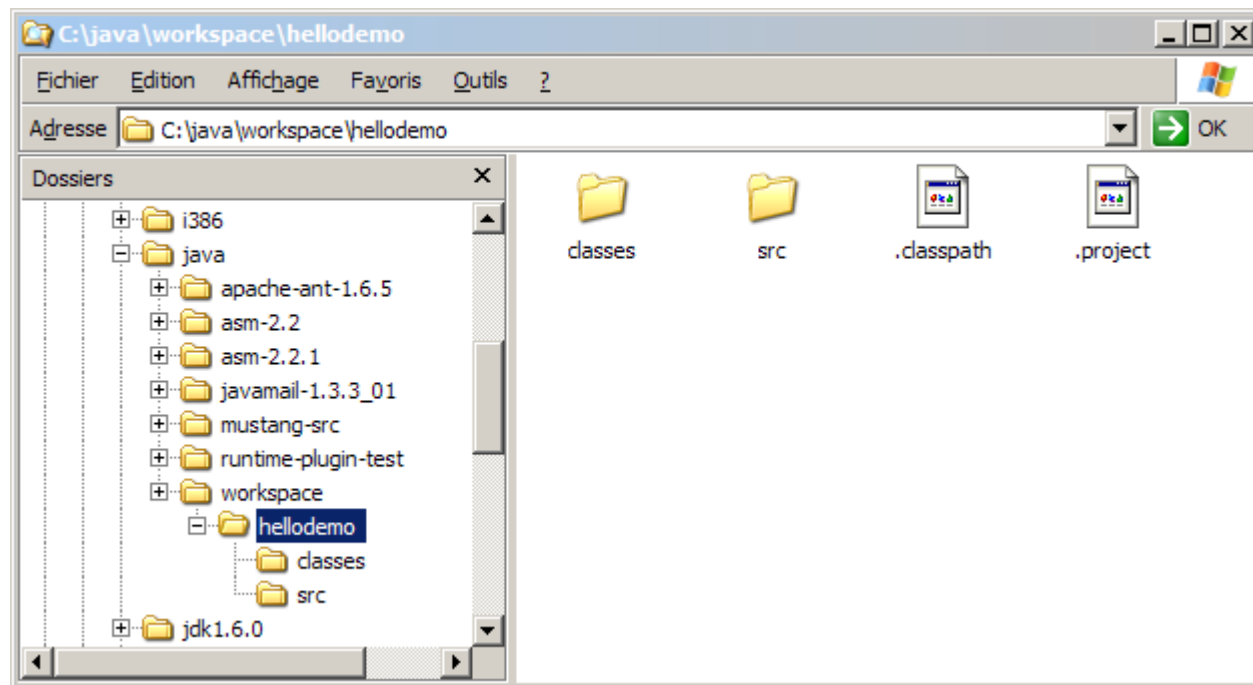 C:\java\workspace\hellodemo
Fichier Edition Affichage Favoris Outils ?
Adresse C:\java\workspace\hellodemo OK
Dossiers
i386
java
apache-ant-1.6.5
asm-2.2
asm-2.2.1
javamail-1.3.3_01
mustang-src
runtime-plugin-test
workspace
hellodemo
classes
src
jdk1.6.0
classes src .classpath .project